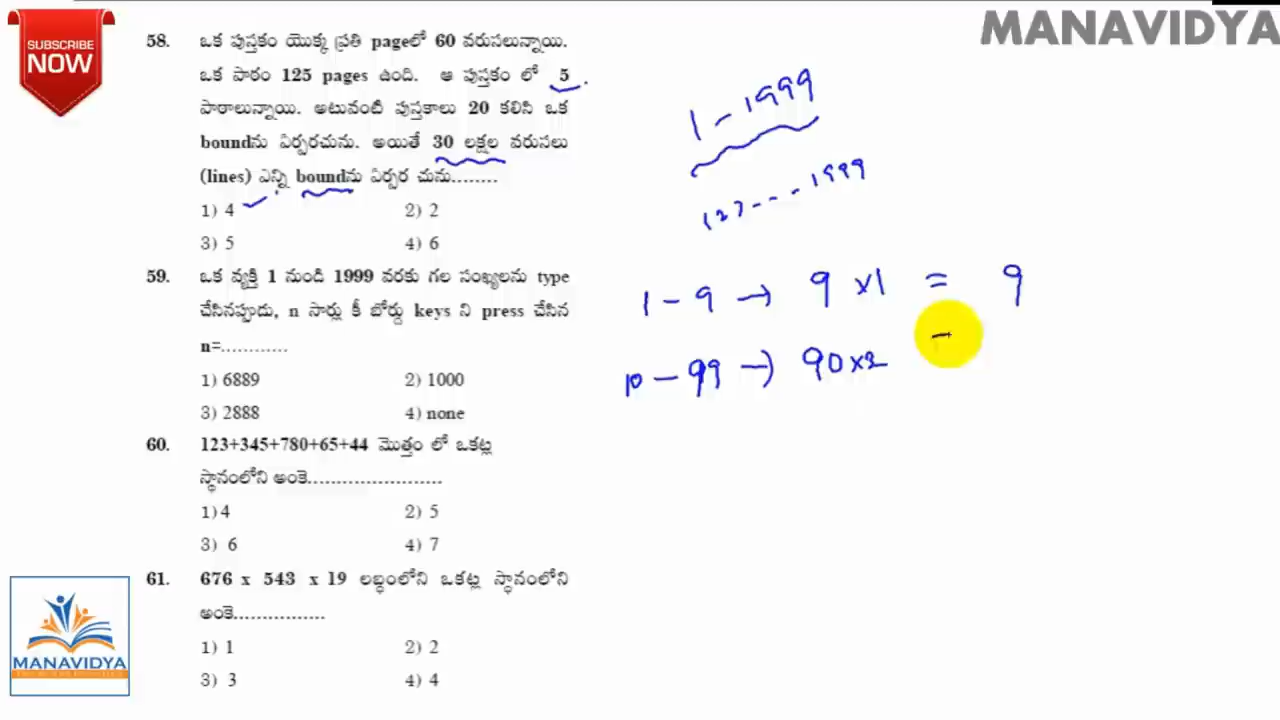 MANAVIDYA
SUBSCRIBE
NOW
58. ఒక పుస్తకం యొక్క ప్రతి pageలో 60 వరుసలున్నాయి.
ఒక పాఠం 125 pages ఉంది. ఆ పుస్తకం లో 5
పాఠాలున్నాయి. అటువంటి పుస్తకాలు 20 కలిసి ఒక
boundను ఏర్పరచును. అయితే 30 లక్షల వరుసలు
(lines) ఎన్ని boundను ఏర్పర చును........
1) 4 2) 2
3) 5 4) 6
59. ఒక వ్యక్తి 1 నుండి 1999 వరకు గల సంఖ్యలను type
చేసినప్పుడు, n సార్లు కీ బోర్డు keys ని press చేసిన
n=............
1) 6889 2) 1000
3) 2888 4) none
60. 123+345+780+65+44 మొత్తం లో ఒకట్ల
స్థానంలోని అంకె........................
1)4 2) 5
3) 6 4) 7
61. 676 x 543 x 19 లబ్ధంలోని ఒకట్ల స్థానంలోని
అంకె................
1) 1 2) 2
3) 3 4) 4
1 - 1999
123--- 1999
1 - 9 → 9 x1 = 9
10 - 99 → 90x2 =
MANAVIDYA